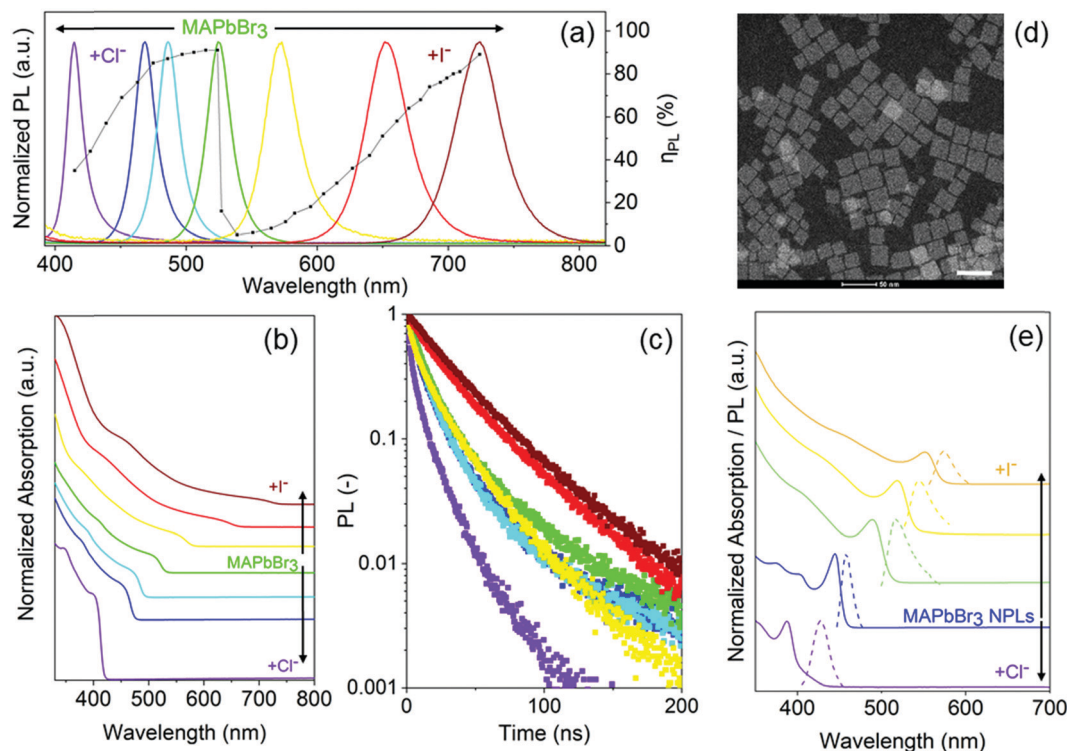 MAPbBr3
(a)
+Cl-
+I-
Normalized PL (a.u.)
100
80
60
40
20
0
ηPL (%)
400 500 600 700 800
Wavelength (nm)
(d)
50 nm
(b)
Normalized Absorption (a.u.)
+I-
MAPbBr3
+Cl-
400 500 600 700 800
Wavelength (nm)
(c)
PL (-)
1
0.1
0.01
0.001
0 100 200
Time (ns)
(e)
Normalized Absorption / PL (a.u.)
+I-
MAPbBr3 NPLs
+Cl-
400 500 600 700
Wavelength (nm)